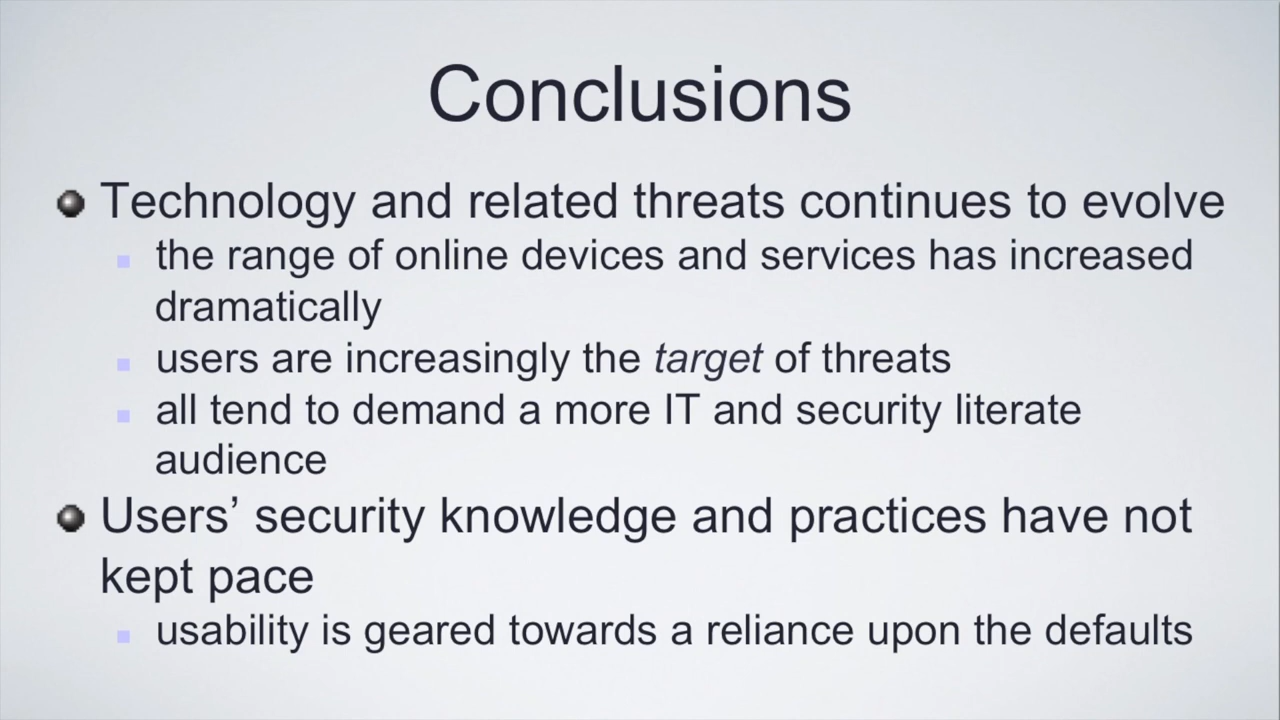 Conclusions
Technology and related threats continues to evolve
the range of online devices and services has increased
dramatically
users are increasingly the target of threats
all tend to demand a more IT and security literate
audience
Users’ security knowledge and practices have not
kept pace
usability is geared towards a reliance upon the defaults